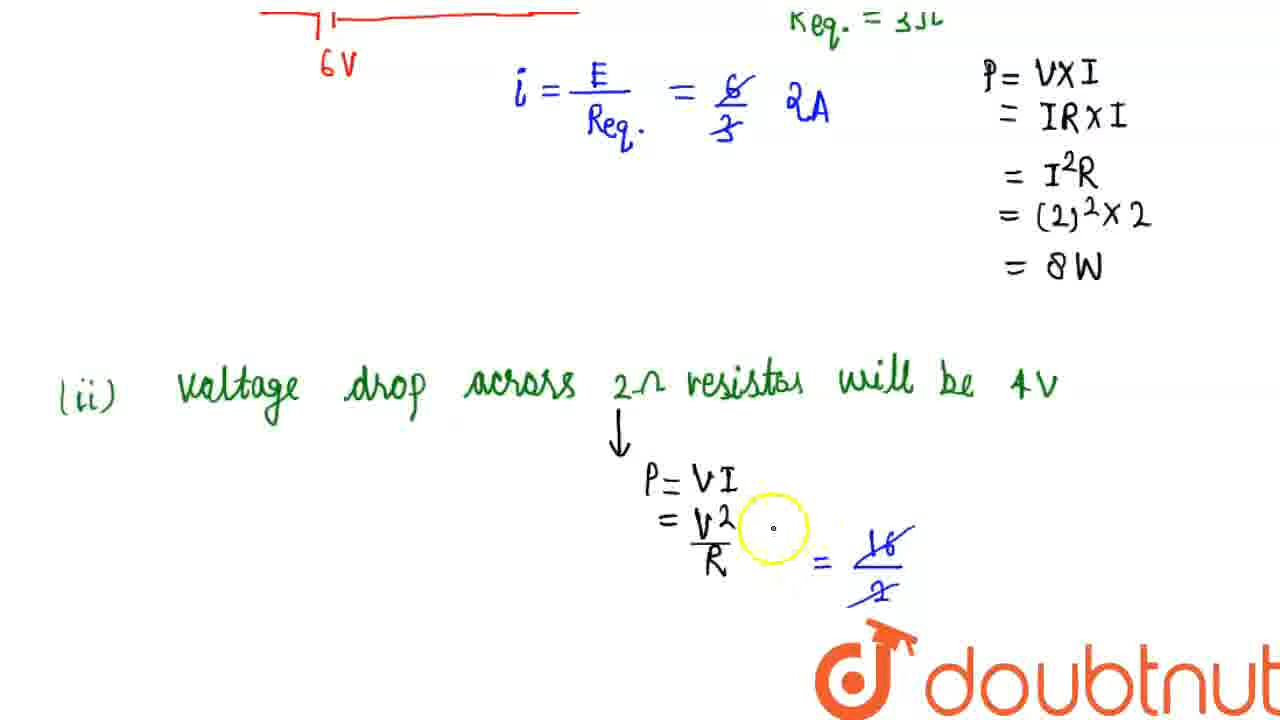 Req. = 3Ω
6V
i = E / Req. = 6 / 3 2A
P = V X I
= IR X I
= I²R
= (2)² X 2
= 8W
(ii) Voltage drop across 2Ω resistor will be 4V
↓
P = VI
= V² / R = 16 / 2
doubtnut